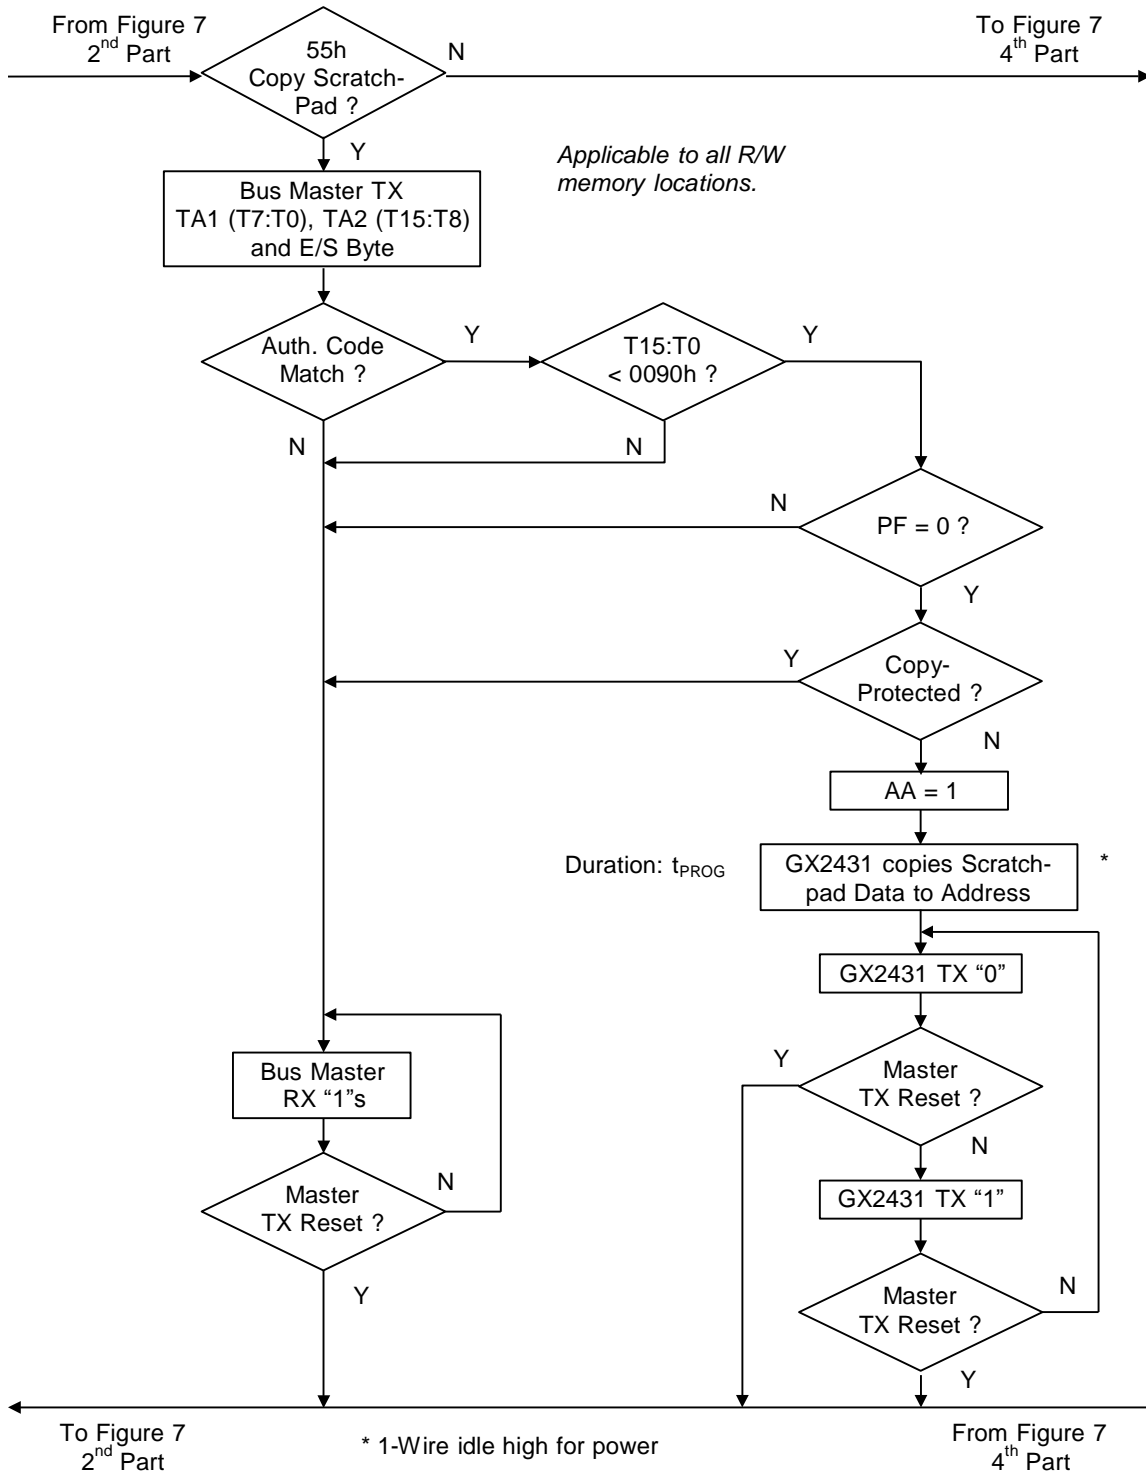 From Figure 7
2nd Part
To Figure 7
4th Part
55h
Copy Scratch-
Pad ?
N
Y
Applicable to all R/W
memory locations.
Bus Master TX
TA1 (T7:T0), TA2 (T15:T8)
and E/S Byte
Auth. Code
Match ?
Y
T15:T0
< 0090h ?
Y
N
N
N
PF = 0 ?
Y
Y
Copy-
Protected ?
N
AA = 1
Duration: tPROG
GX2431 copies Scratch-
pad Data to Address
*
GX2431 TX “0”
Y
Master
TX Reset ?
N
Bus Master
RX “1”s
GX2431 TX “1”
Master
TX Reset ?
N
Y
Master
TX Reset ?
N
Y
To Figure 7
2nd Part
* 1-Wire idle high for power
From Figure 7
4th Part